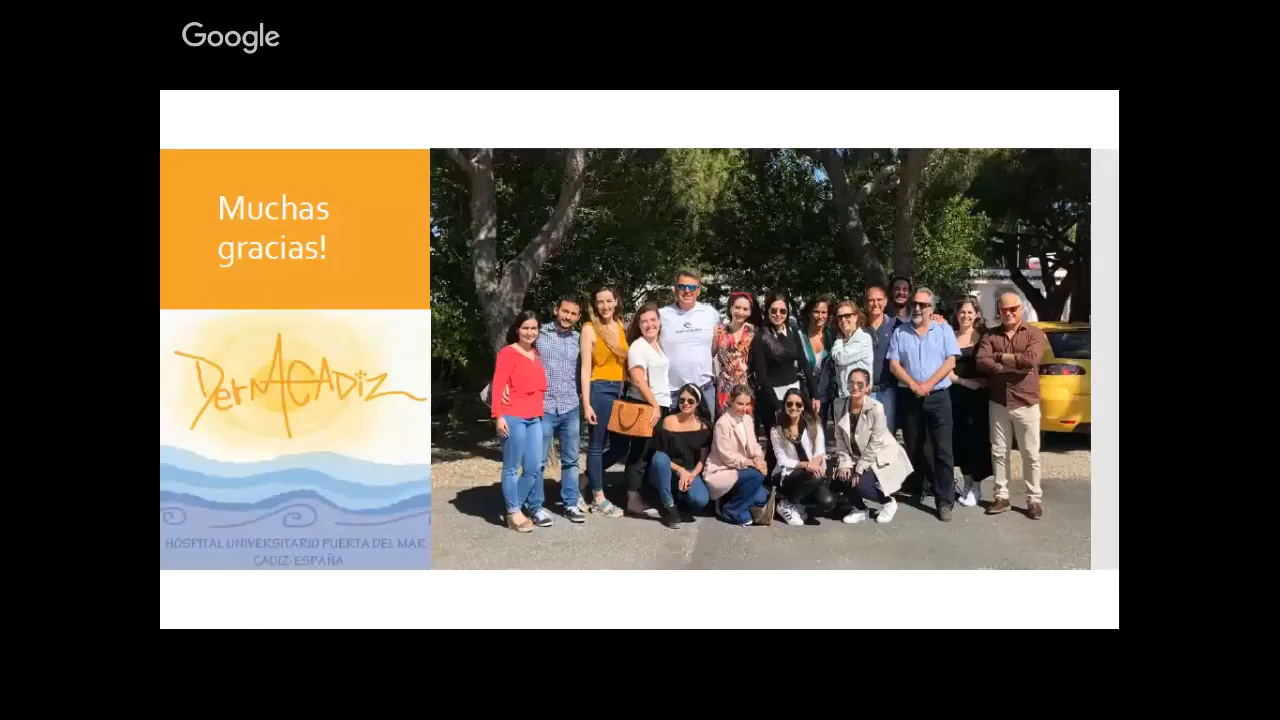 Google
Muchas
gracias!
DermACADIZ
HOSPITAL UNIVERSITARIO PUERTA DEL MAR
CADIZ-ESPAÑA